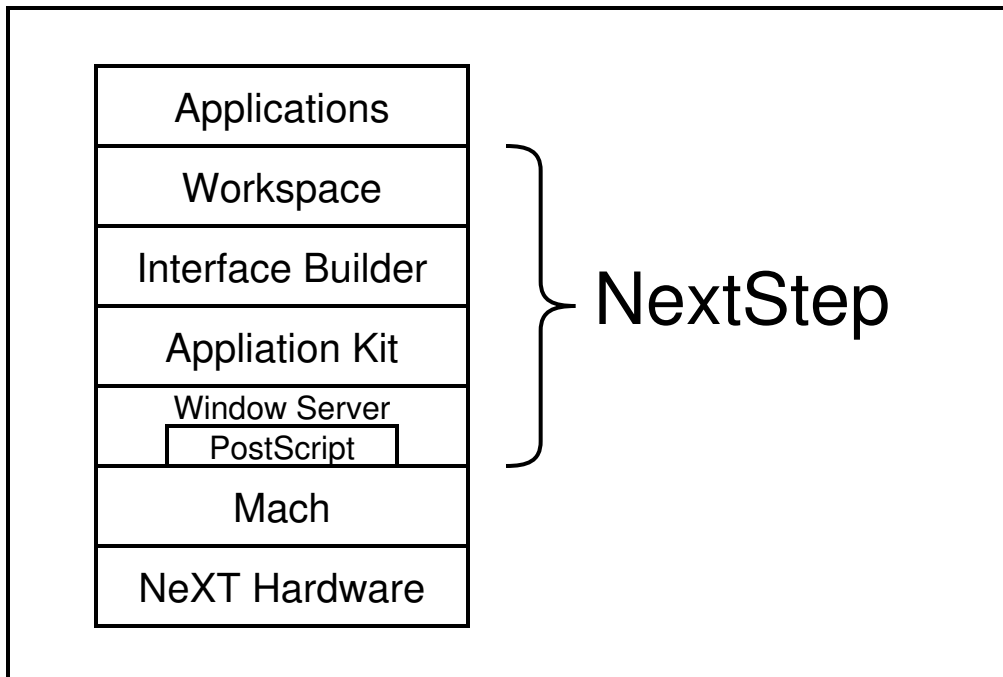 Applications
Workspace
Interface Builder
Appliation Kit
Window Server
PostScript
Mach
NeXT Hardware
NextStep